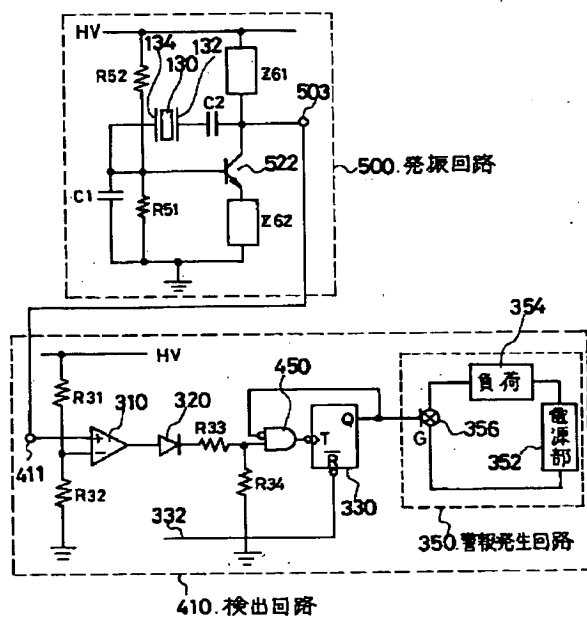 HV
134
132
130
R52
C2
Z61
503
522
500.発振回路
C1
R51
Z62
354
HV
450
R31
310
320
R33
負荷
Q
T
G
356
電源部
352
411
R32
R34
R
330
332
350.警報発生回路
410.検出回路